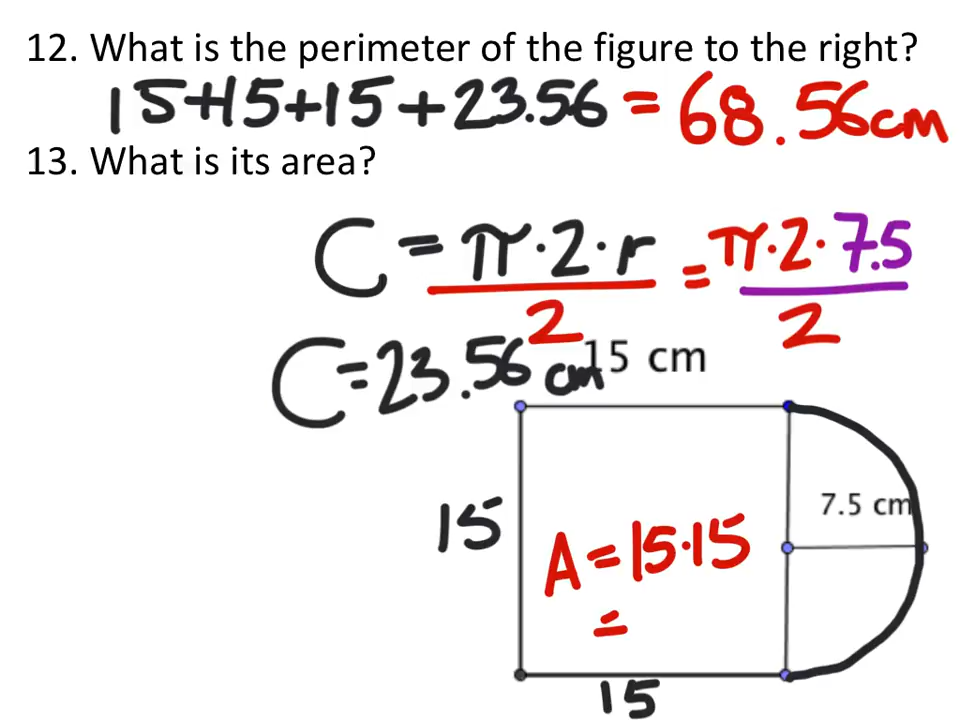 12. What is the perimeter of the figure to the right?
15+15+15+23.56=68.56cm
13. What is its area?
C=π·2·r/2=π·2·7.5/2
C=23.56cm
15 cm
7.5 cm
15
A=15·15
=
15